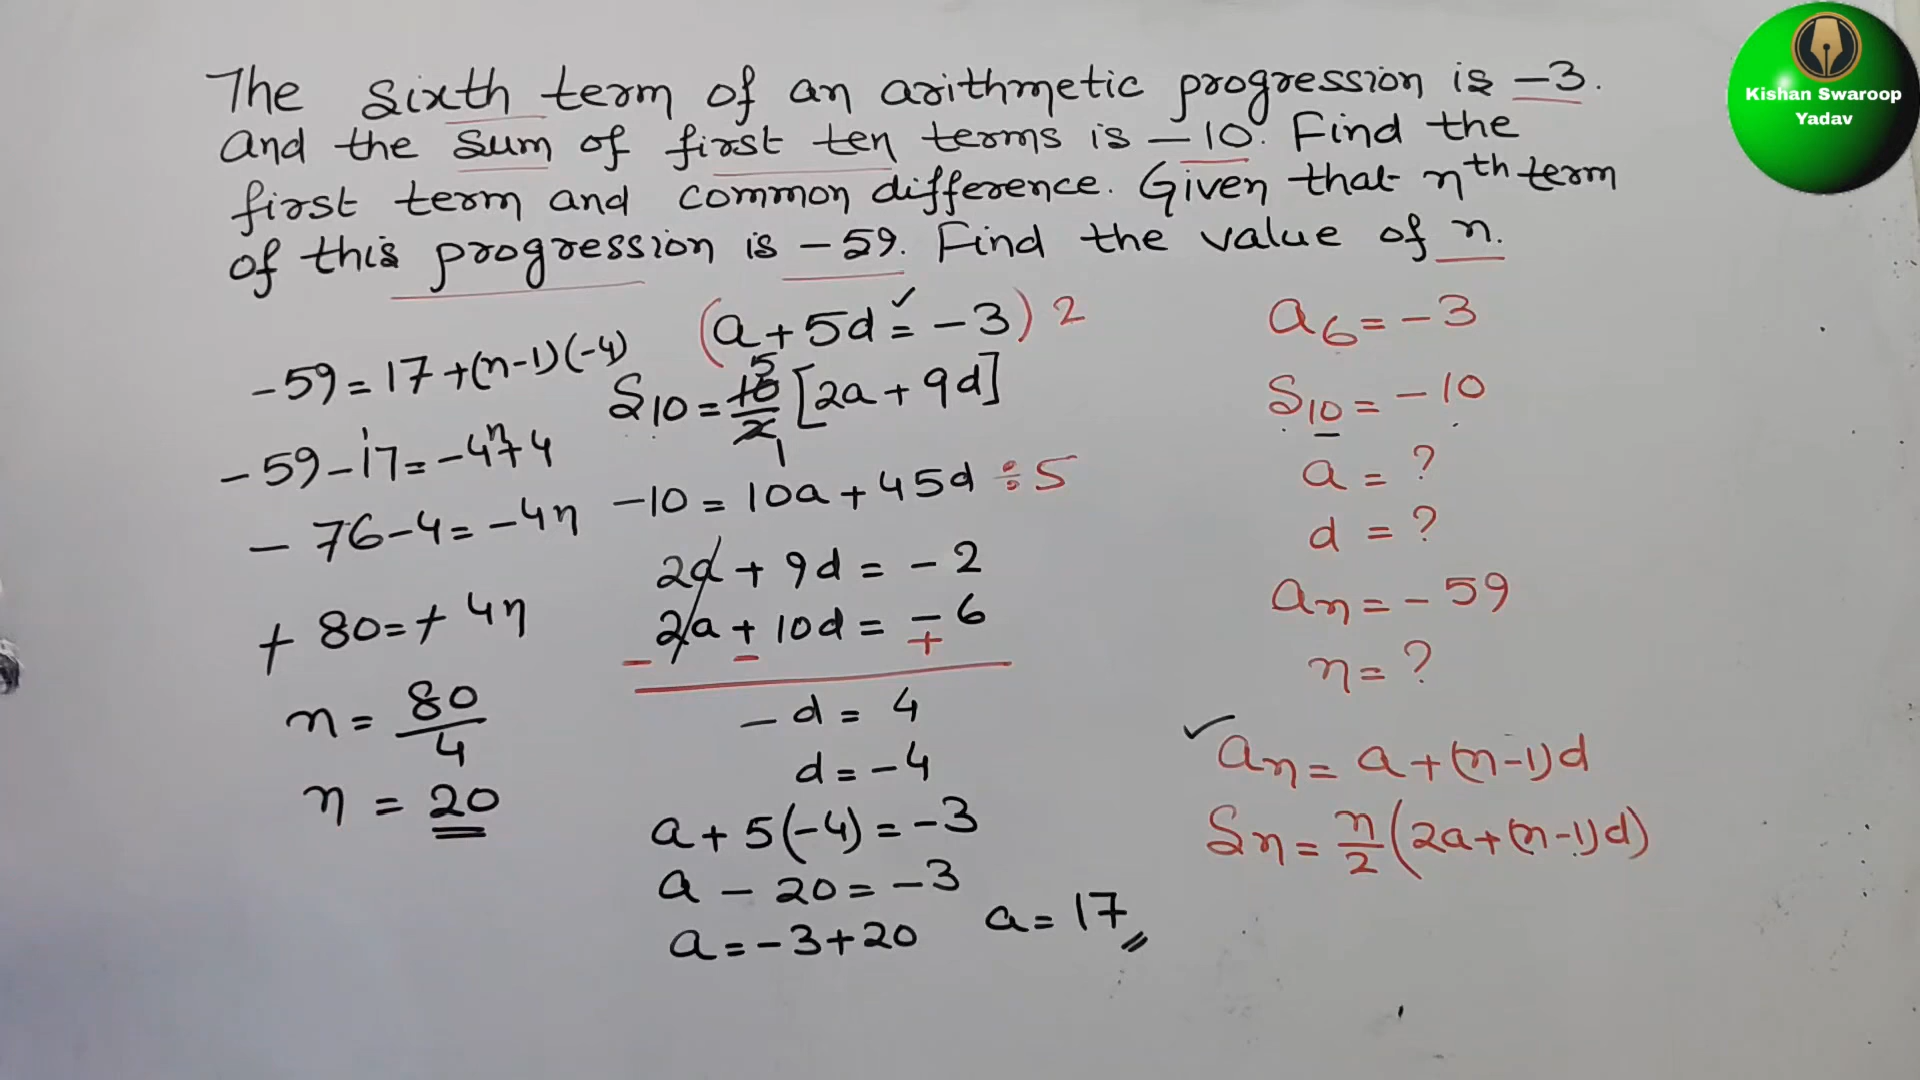 The sixth term of an arithmetic progression is -3.
And the sum of first ten terms is -10. Find the
first term and common difference. Given that nth term
of this progression is -59. Find the value of n.
-59 = 17 + (n-1)(-4)
-59 - 17 = -4n + 4
-76 - 4 = -4n
+ 80 = + 4n
n = 80/4
n = 20
(a + 5d = -3) 2 ✓
S10 = 10/2 [2a + 9d]
5
1
-10 = 10a + 45d ÷ 5
2a + 9d = -2
2a + 10d = -6
- - +
-d = 4
d = -4
a + 5(-4) = -3
a - 20 = -3
a = -3 + 20
a = 17
a6 = -3
S10 = -10
a = ?
d = ?
an = -59
n = ?
✓ an = a + (n-1)d
Sn = n/2 (2a + (n-1)d)
Kishan Swaroop
Yadav